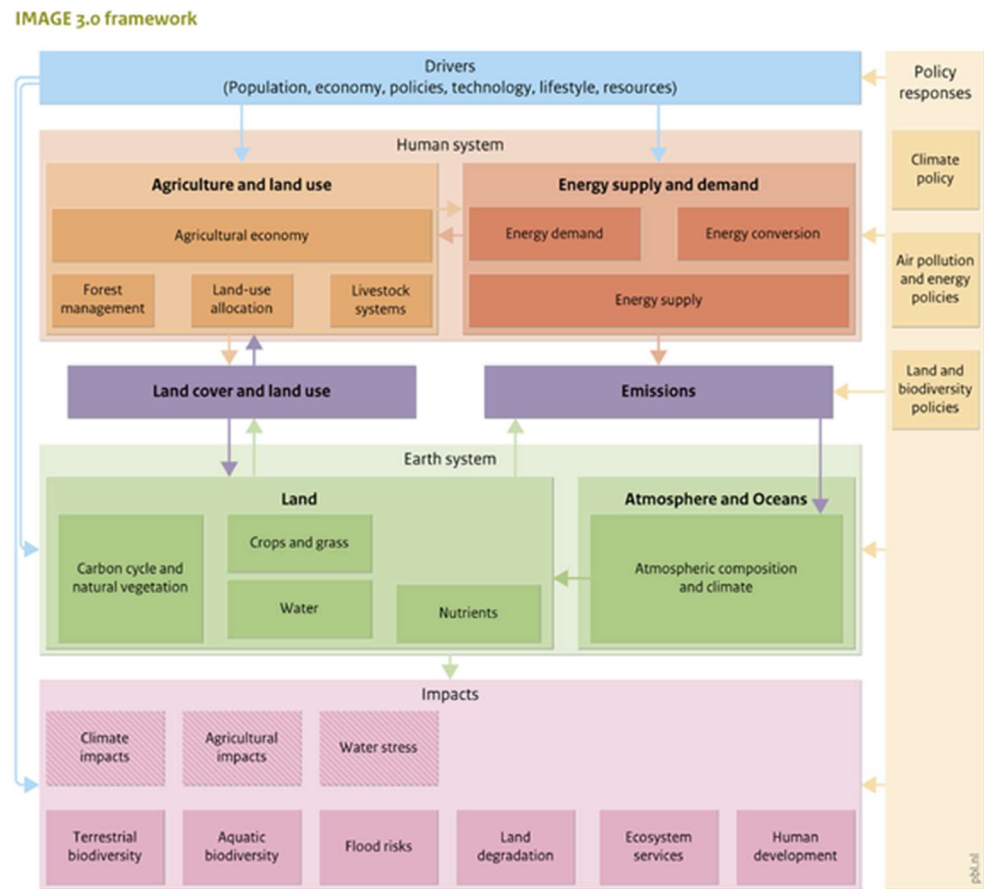 IMAGE 3.0 framework
Drivers
(Population, economy, policies, technology, lifestyle, resources)
Policy
responses
Human system
Agriculture and land use
Energy supply and demand
Climate
policy
Agricultural economy
Energy demand
Energy conversion
Air pollution
and energy
policies
Forest
management
Land-use
allocation
Livestock
systems
Energy supply
Land cover and land use
Emissions
Land and
biodiversity
policies
Earth system
Land
Atmosphere and Oceans
Carbon cycle and
natural vegetation
Crops and grass
Water
Nutrients
Atmospheric composition
and climate
Impacts
Climate
impacts
Agricultural
impacts
Water stress
Terrestrial
biodiversity
Aquatic
biodiversity
Flood risks
Land
degradation
Ecosystem
services
Human
development
pbl.nl